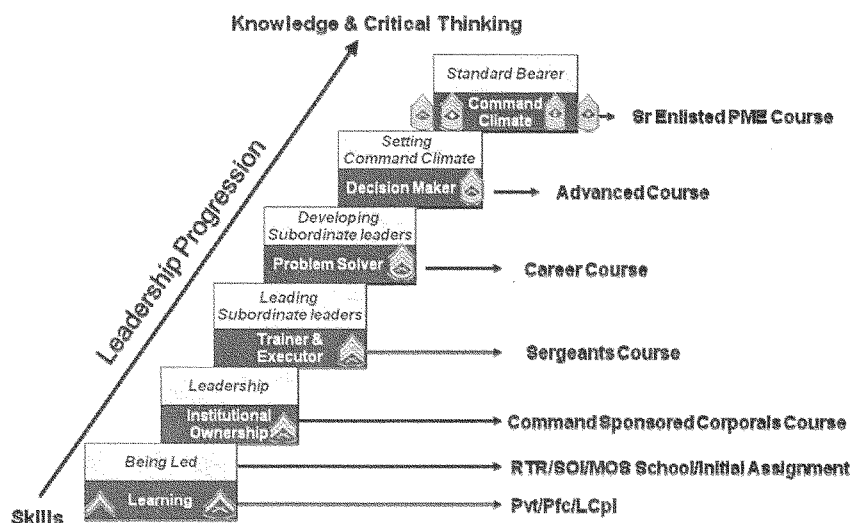 Knowledge & Critical Thinking
Leadership Progression
Standard Bearer
Command
Climate
Sr Enlisted PME Course
Setting
Command Climate
Decision Maker
Advanced Course
Developing
Subordinate leaders
Problem Solver
Career Course
Leading
Subordinate leaders
Trainer &
Executor
Sergeants Course
Leadership
Institutional
Ownership
Command Sponsored Corporals Course
Being Led
RTR/SOI/MOS School/Initial Assignment
Learning
Pvt/Pfc/LCpl
Skills